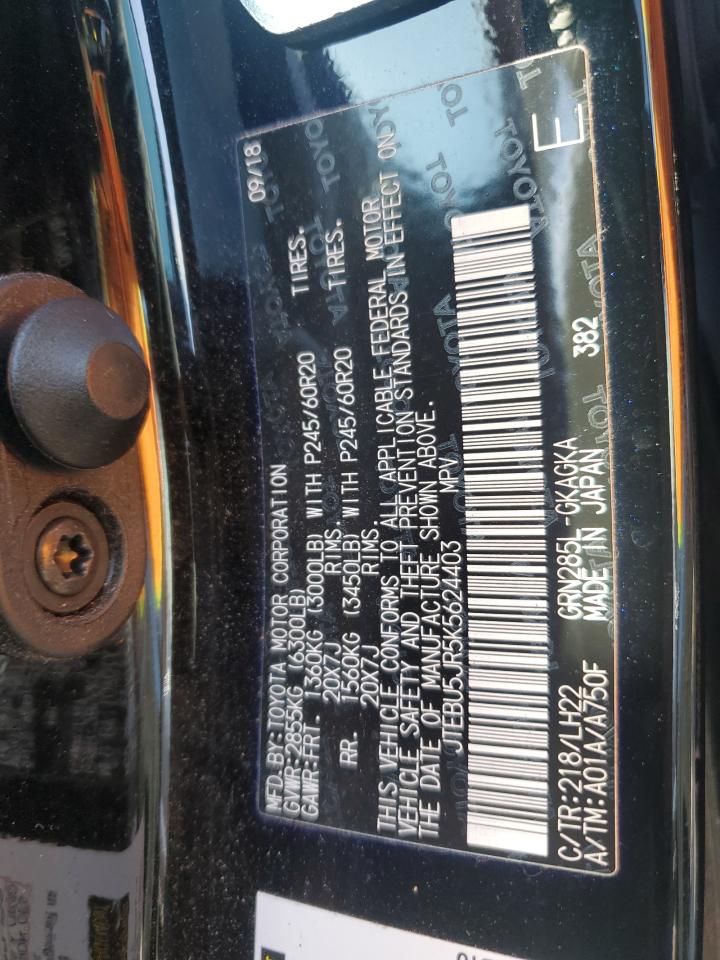 MFD.BY:TOYOTA MOTOR CORPORATION 09/18
GVWR:2855KG (6300LB)
GAWR:FRT. 1360KG (3000LB) WITH P245/60R20 TIRES.
20X7J RIMS.
RR. 1560KG (3450LB) WITH P245/60R20 TIRES.
20X7J RIMS.
THIS VEHICLE CONFORMS TO ALL APPLICABLE FEDERAL MOTOR
VEHICLE SAFETY AND THEFT PREVENTION STANDARDS IN EFFECT ON
THE DATE OF MANUFACTURE SHOWN ABOVE.
JTEBU5JR5K5624403 MPV
C/TR:218/LH22 GRN285L-GKAGKA 382 E
A/TM:A01A/A750F MADE IN JAPAN